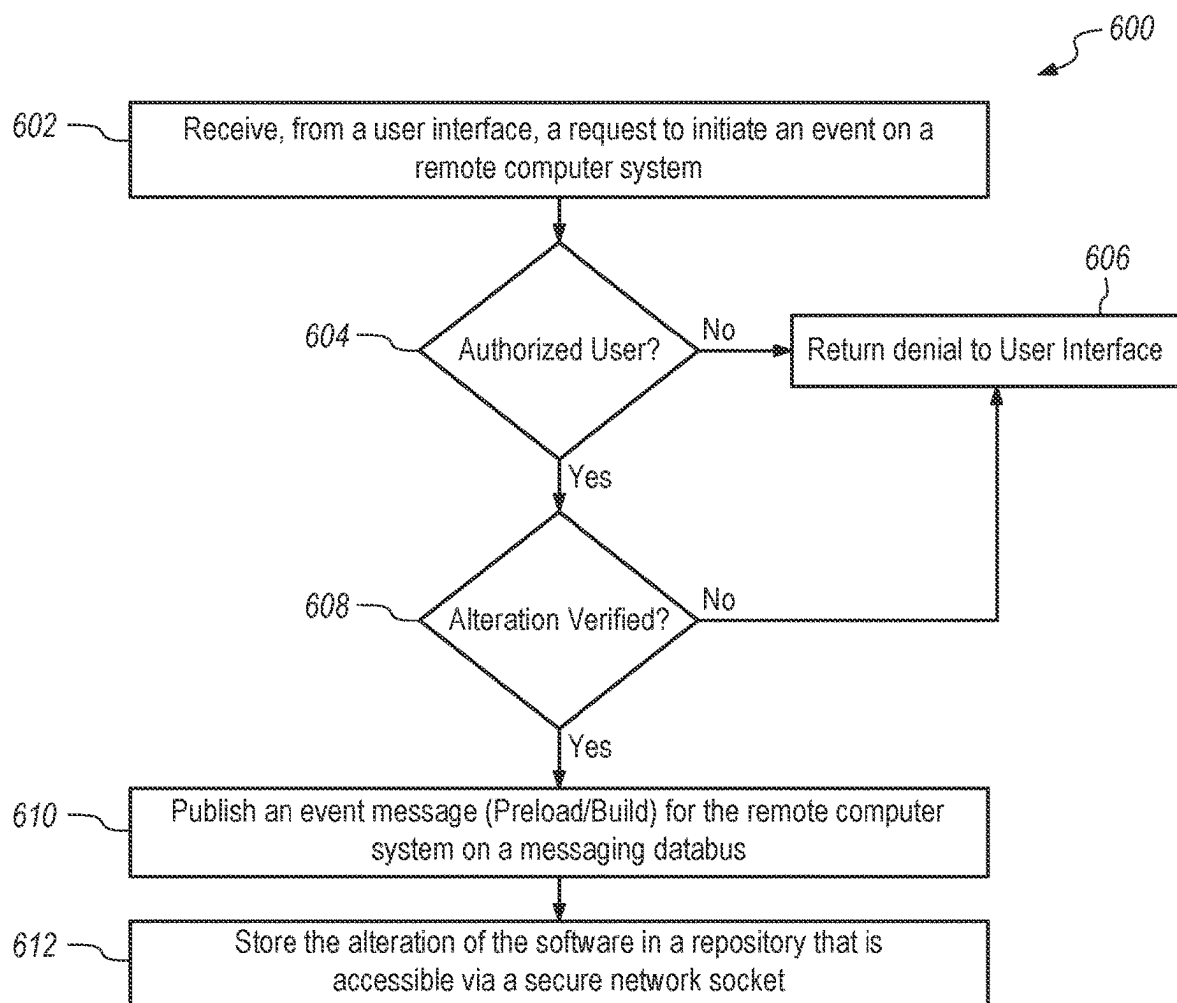 600
602
Receive, from a user interface, a request to initiate an event on a
remote computer system
604
Authorized User?
No
606
Return denial to User Interface
Yes
608
Alteration Verified?
No
Yes
610
Publish an event message (Preload/Build) for the remote computer
system on a messaging databus
612
Store the alteration of the software in a repository that is
accessible via a secure network socket